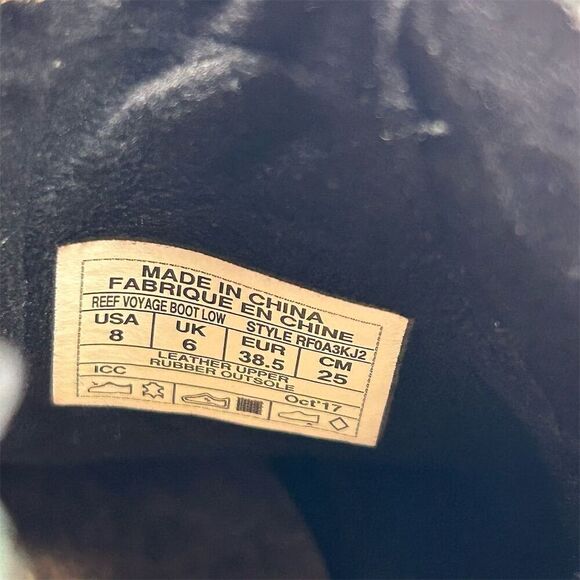 MADE IN CHINA
FABRIQUE EN CHINE
REEF VOYAGE BOOT LOW STYLE RF0A3KJ2
USA UK EUR CM
8 6 38.5 25
LEATHER UPPER
RUBBER OUTSOLE
ICC Oct'17